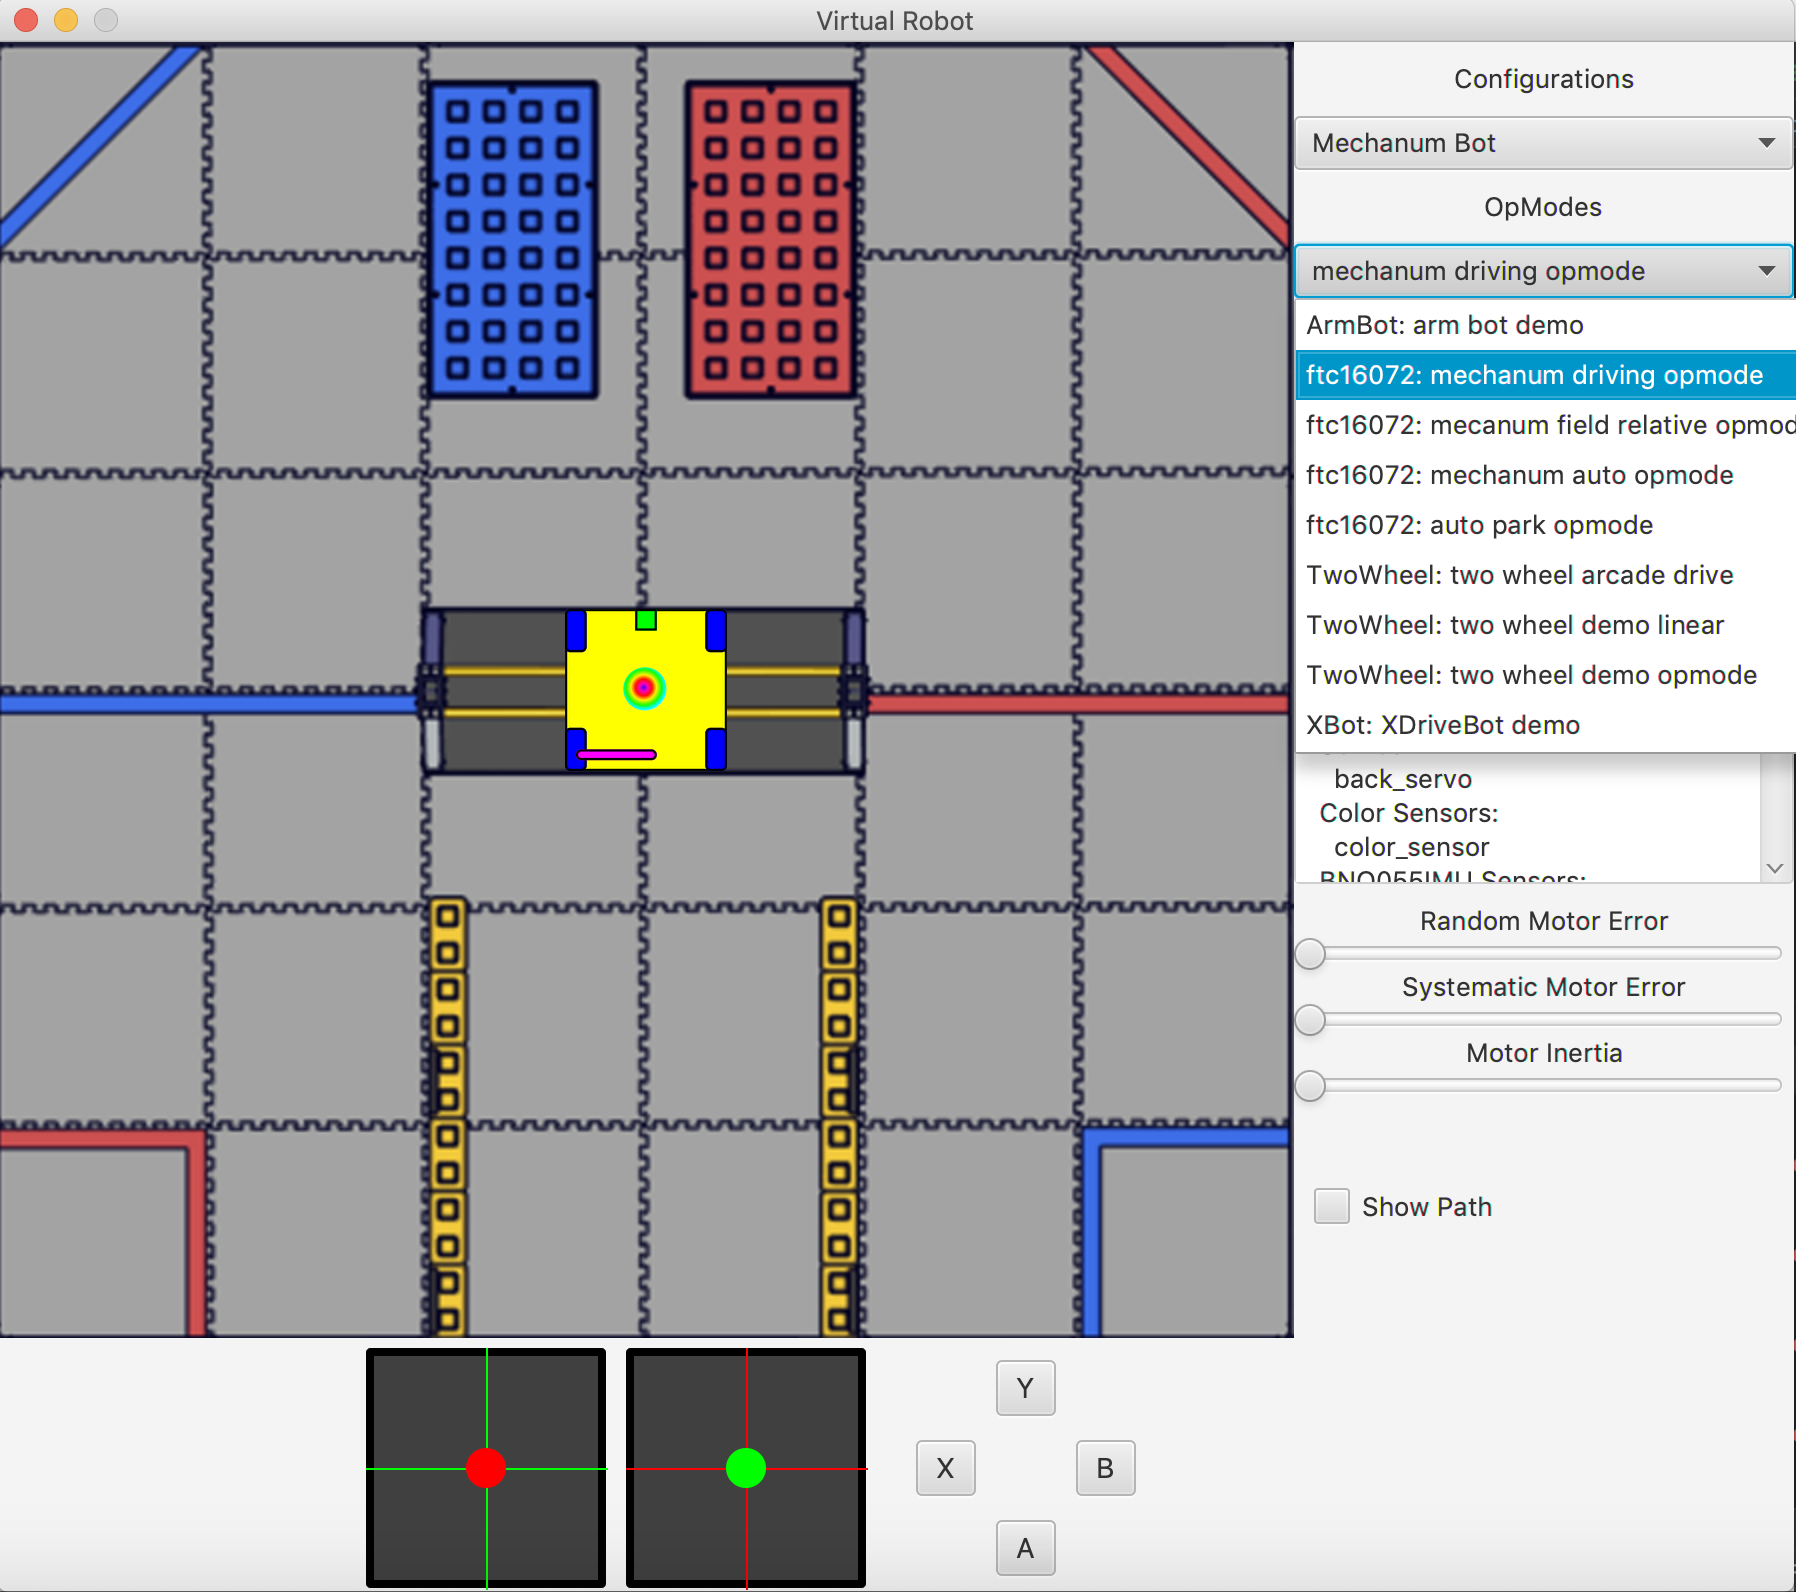 Virtual Robot
Configurations
Mechanum Bot
OpModes
mechanum driving opmode
ArmBot: arm bot demo
ftc16072: mechanum driving opmode
ftc16072: mecanum field relative opmod
ftc16072: mechanum auto opmode
ftc16072: auto park opmode
TwoWheel: two wheel arcade drive
TwoWheel: two wheel demo linear
TwoWheel: two wheel demo opmode
XBot: XDriveBot demo
back_servo
Color Sensors:
color_sensor
BNO055IMU Sensors:
Random Motor Error
Systematic Motor Error
Motor Inertia
Show Path
Y
X B
A